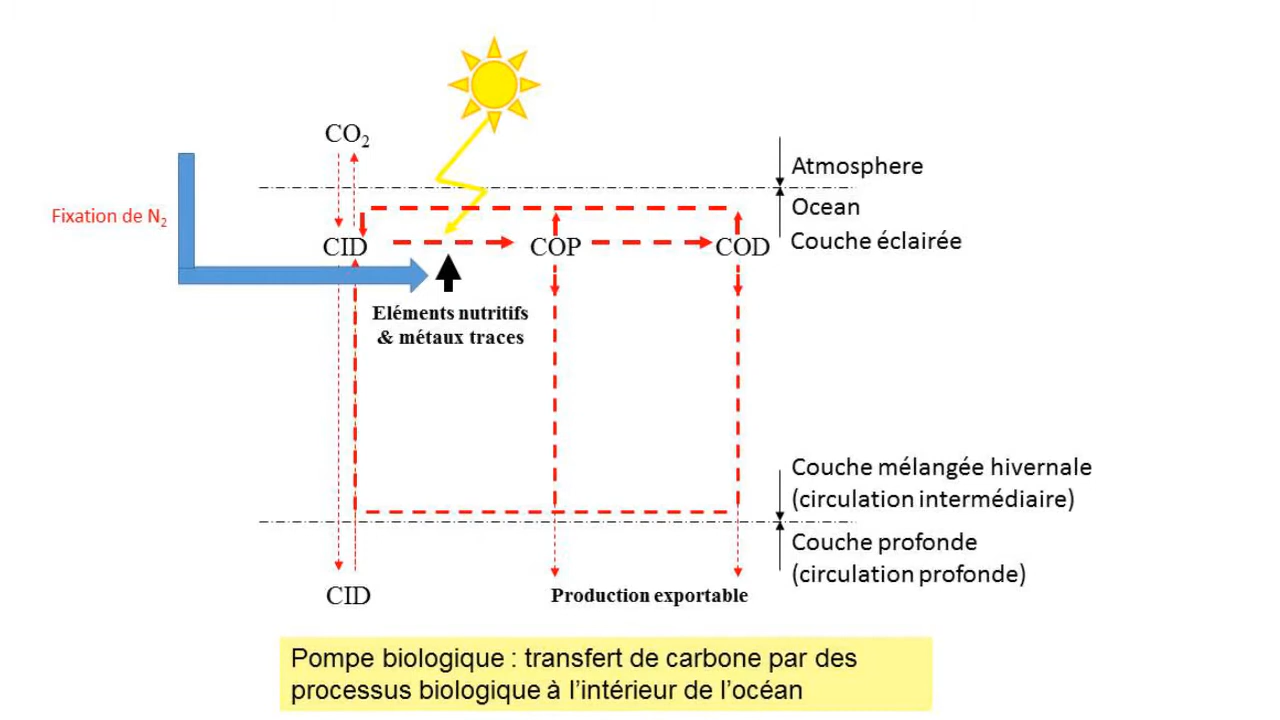 CO₂
Atmosphere
Fixation de N₂
Ocean
CID
COP
COD
Couche éclairée
Eléments nutritifs
& métaux traces
Couche mélangée hivernale
(circulation intermédiaire)
Couche profonde
(circulation profonde)
CID
Production exportable
Pompe biologique : transfert de carbone par des
processus biologique à l'intérieur de l'océan